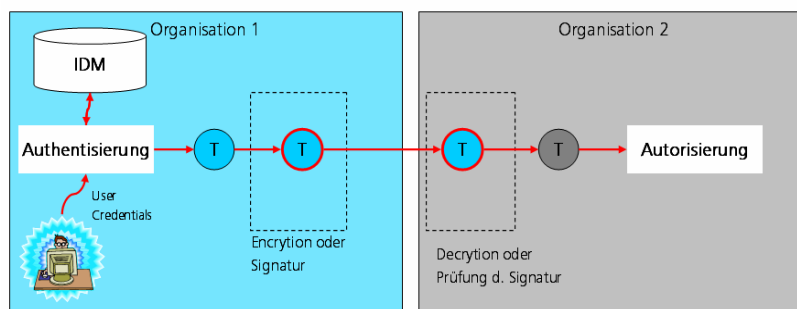 Organisation 1
Organisation 2
IDM
Authentisierung
T
T
T
T
Autorisierung
User
Credentials
Encrytion oder
Signatur
Decrytion oder
Prüfung d. Signatur